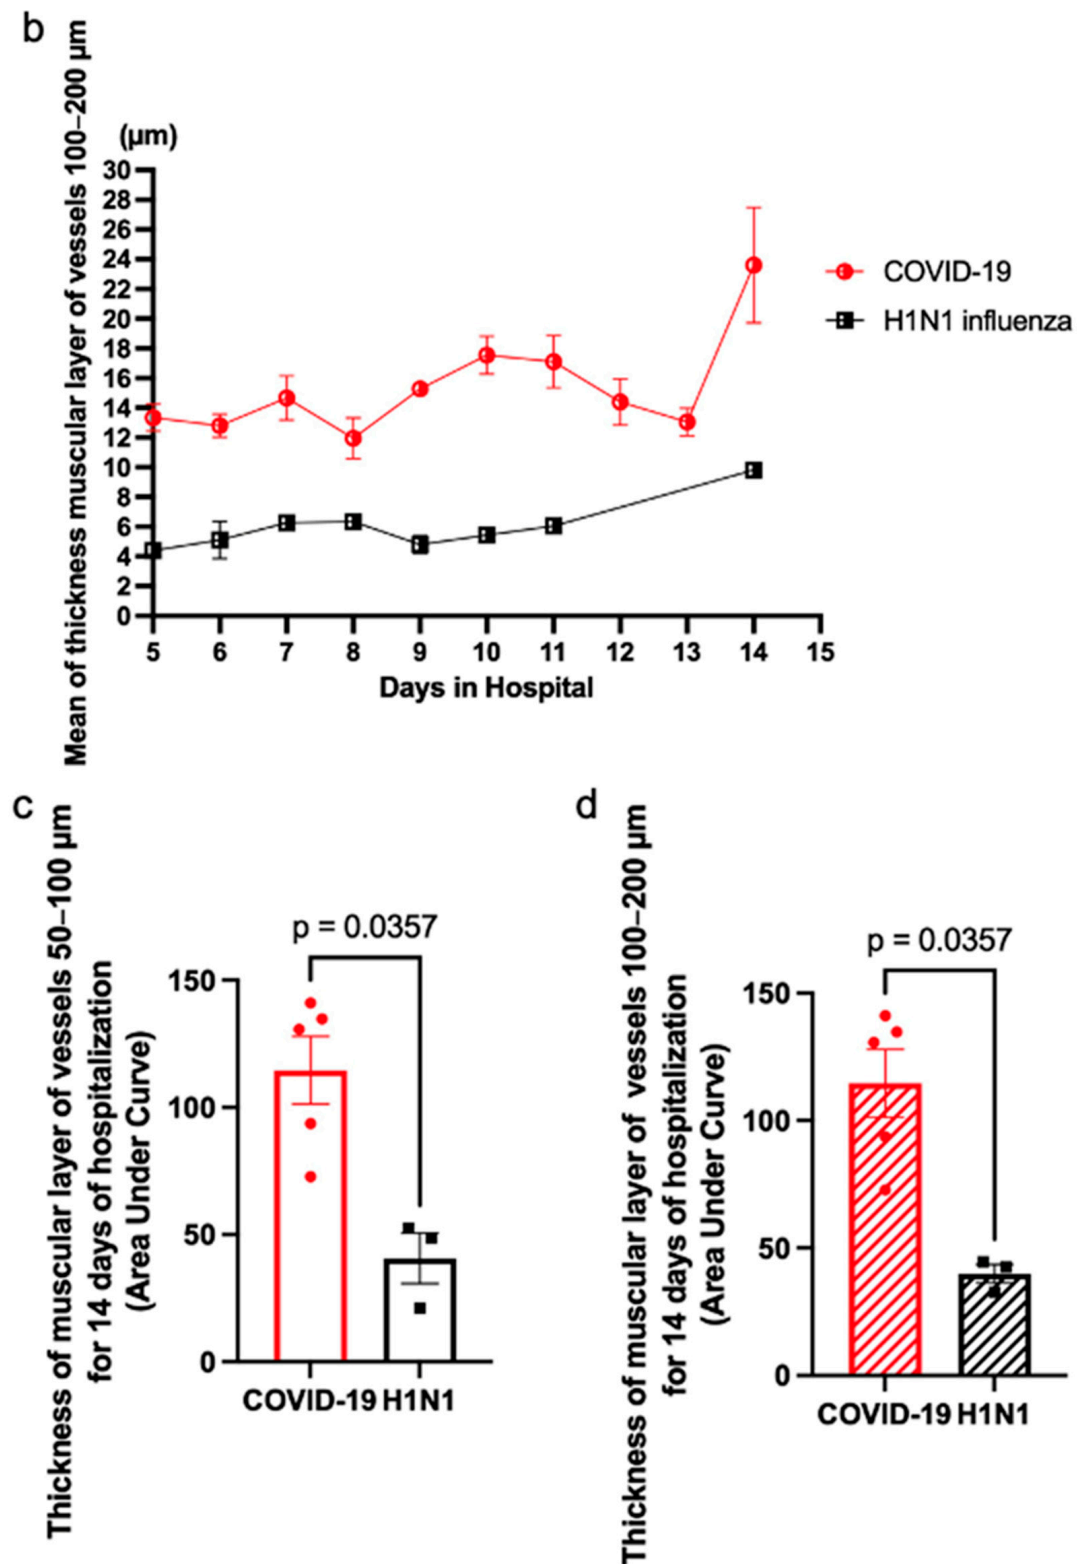 b
Mean of thickness muscular layer of vessels 100–200 µm
(µm)
30
28
26
24
22
20
18
16
14
12
10
8
6
4
2
0
5 6 7 8 9 10 11 12 13 14 15
Days in Hospital
COVID-19
H1N1 influenza
c
Thickness of muscular layer of vessels 50–100 µm
for 14 days of hospitalization
(Area Under Curve)
p = 0.0357
150
100
50
0
COVID-19 H1N1
d
Thickness of muscular layer of vessels 100–200 µm
for 14 days of hospitalization
(Area Under Curve)
p = 0.0357
150
100
50
0
COVID-19 H1N1